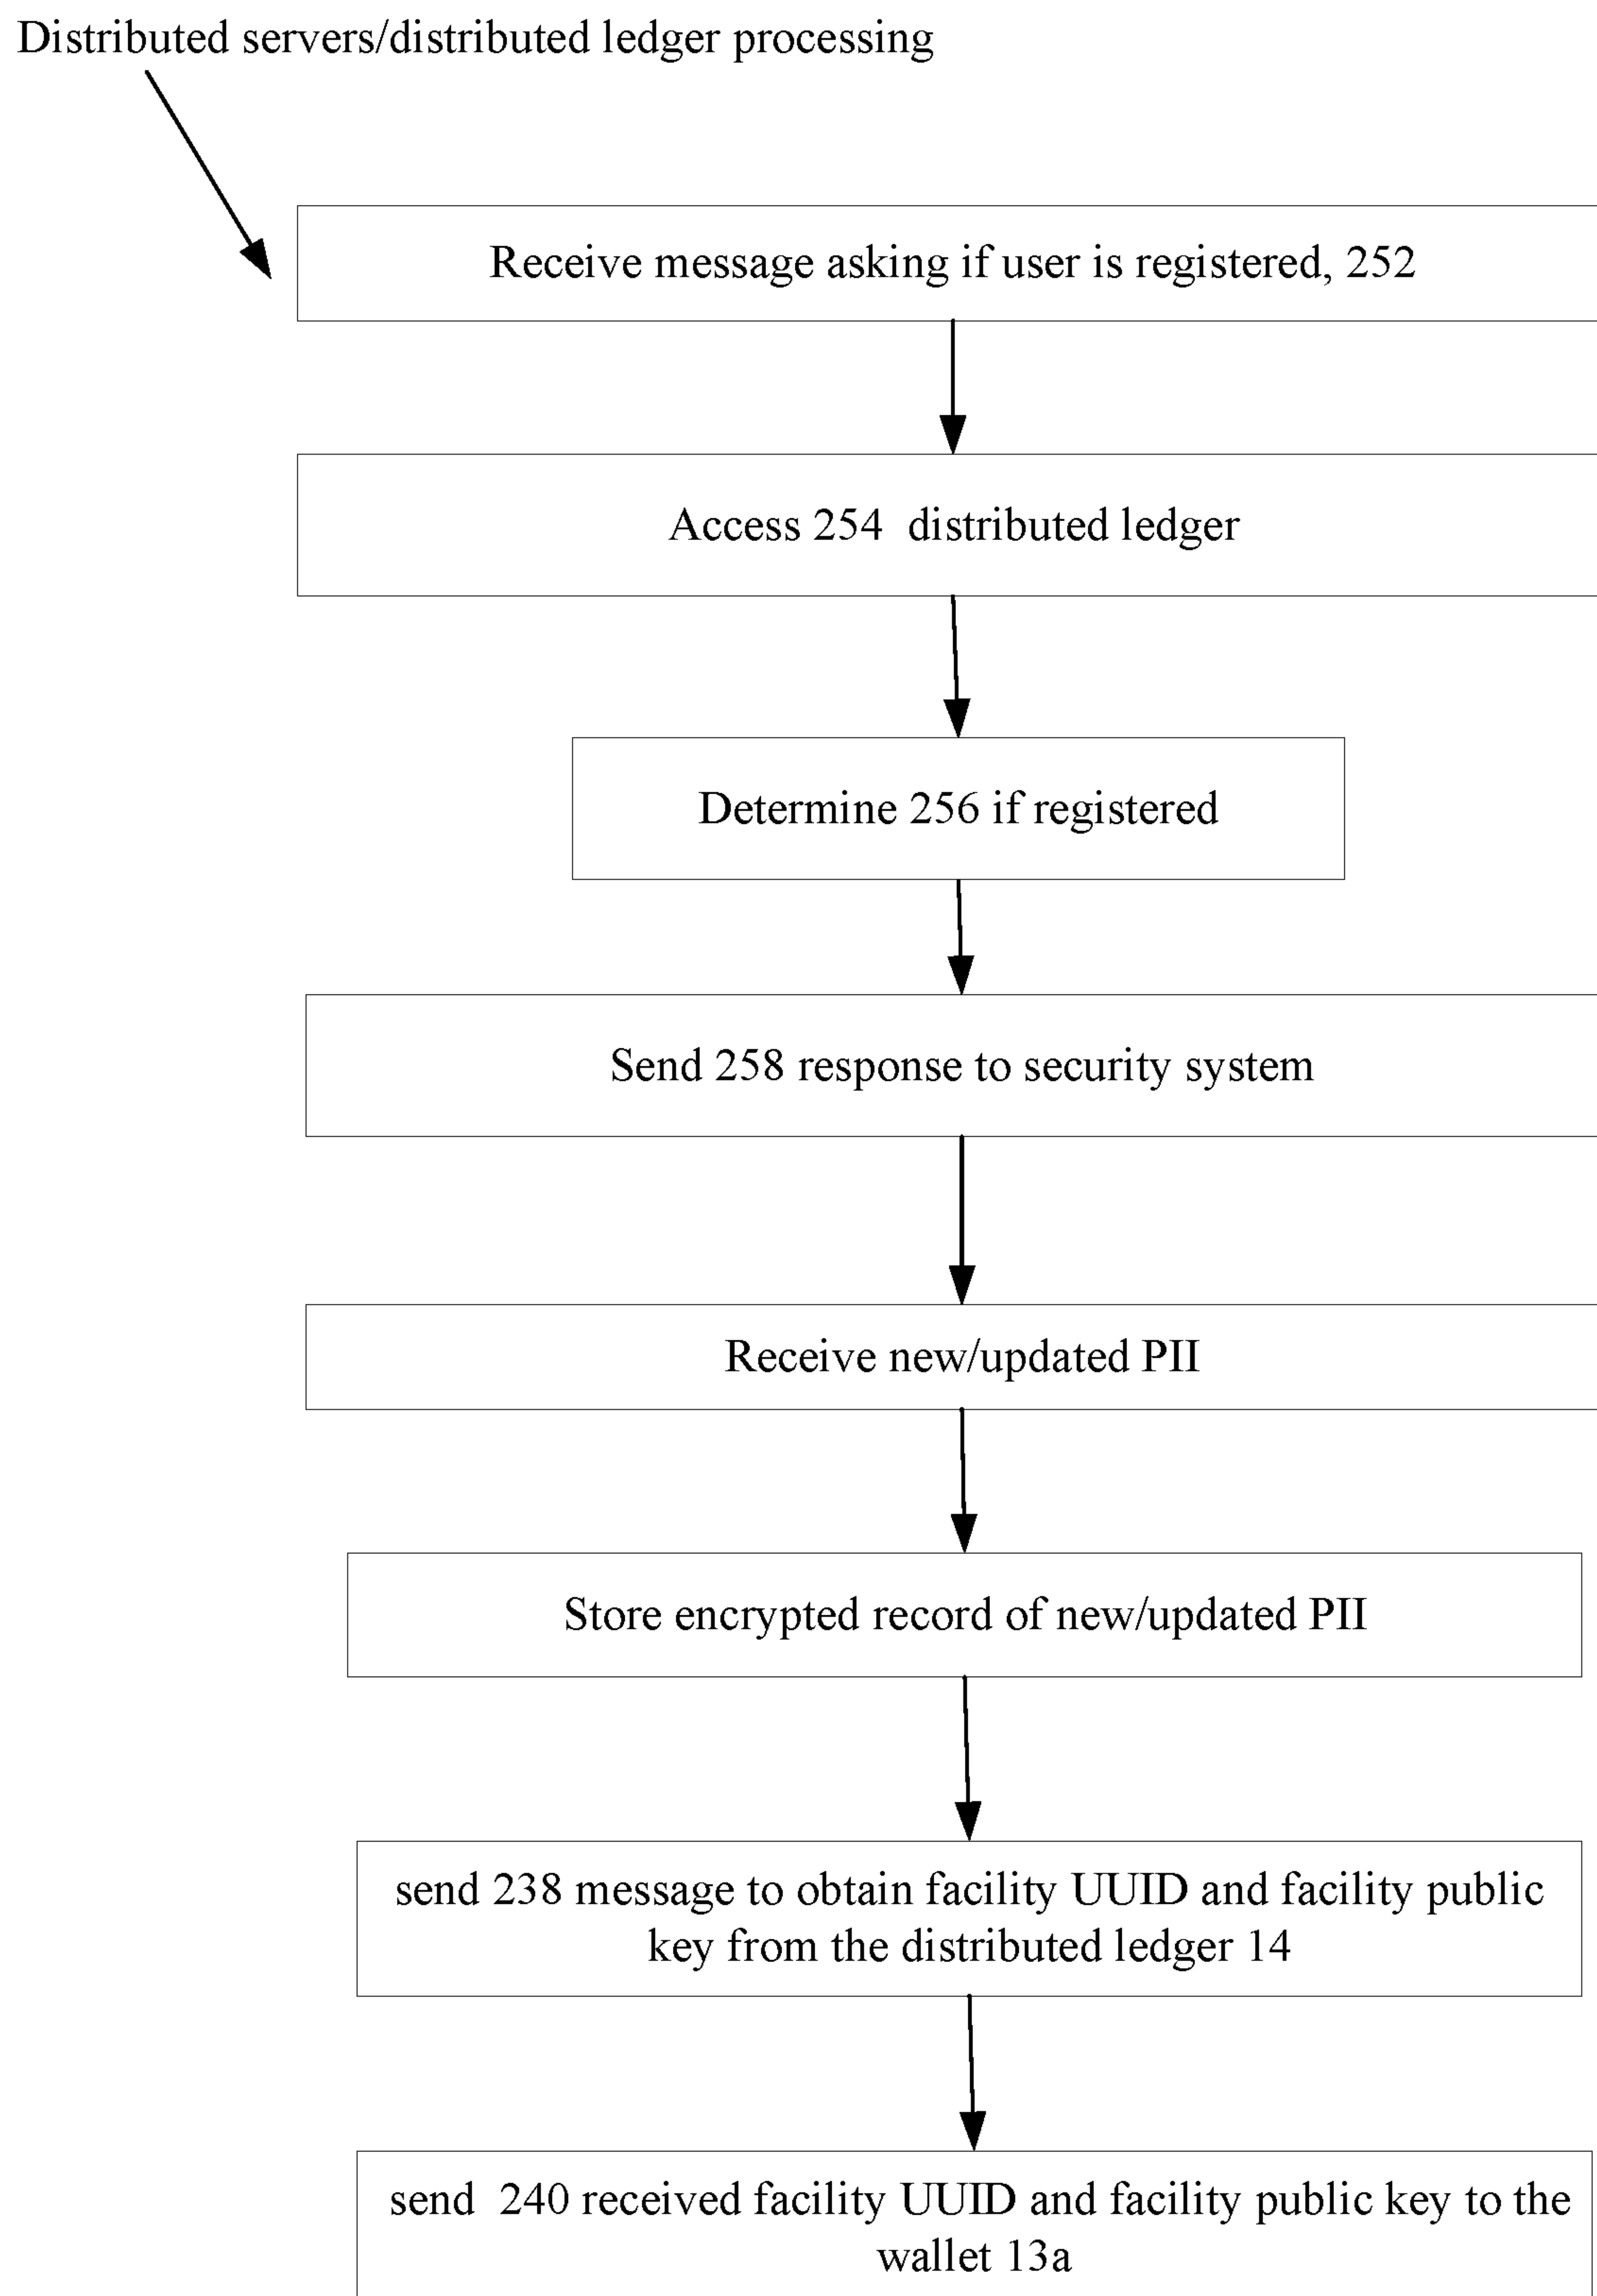 Distributed servers/distributed ledger processing
Receive message asking if user is registered, 252
Access 254  distributed ledger
Determine 256 if registered
Send 258 response to security system
Receive new/updated PII
Store encrypted record of new/updated PII
send 238 message to obtain facility UUID and facility public
key from the distributed ledger 14
send  240 received facility UUID and facility public key to the
wallet 13a